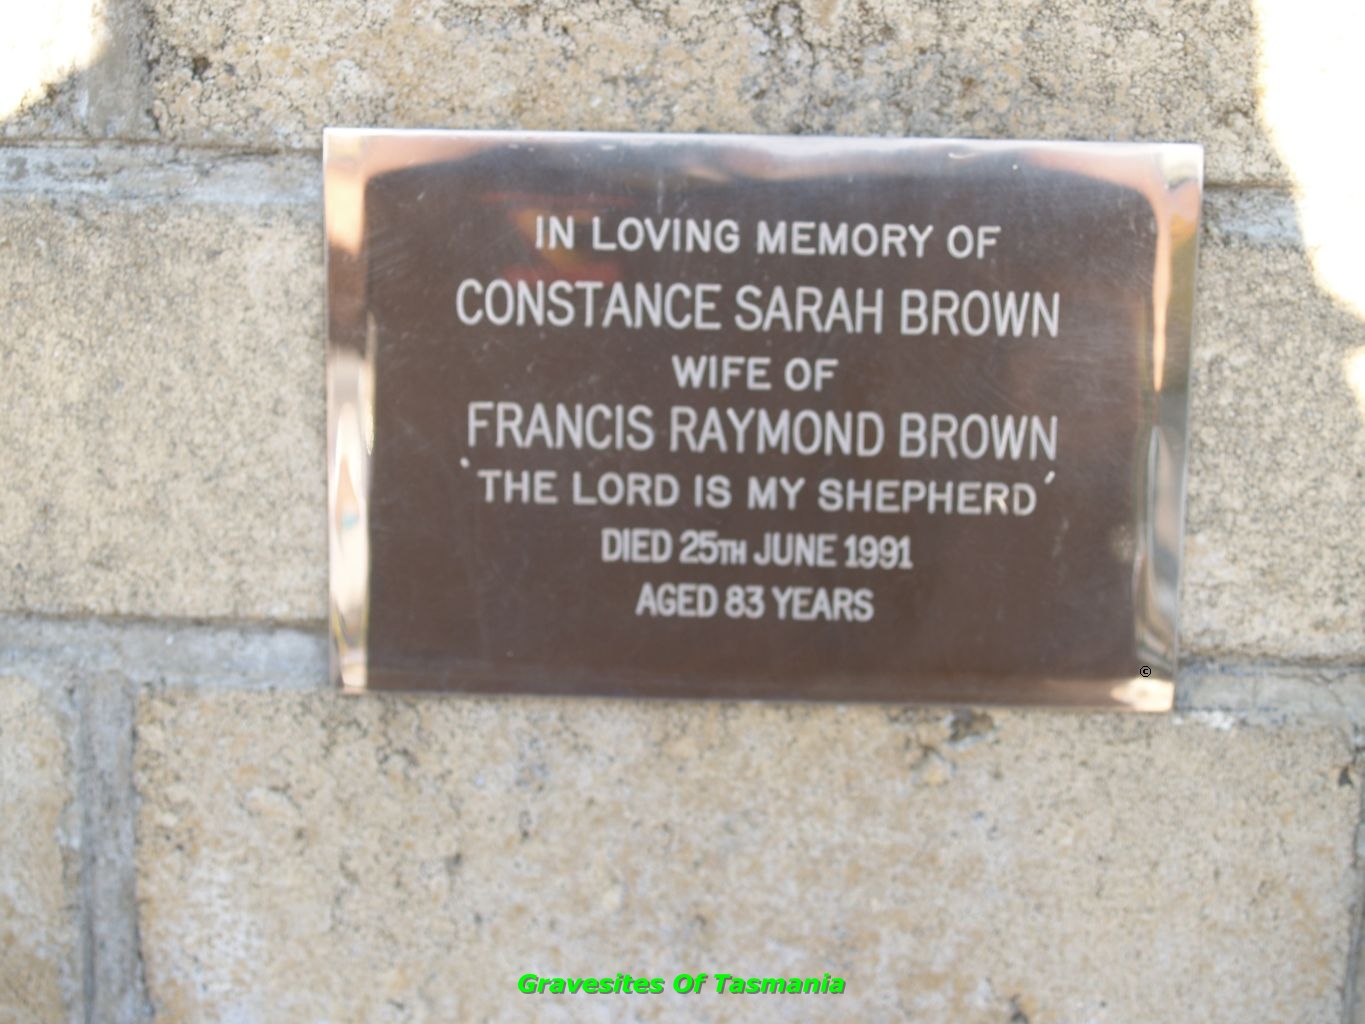 IN LOVING MEMORY OF
CONSTANCE SARAH BROWN
WIFE OF
FRANCIS RAYMOND BROWN
'THE LORD IS MY SHEPHERD'
DIED 25TH JUNE 1991
AGED 83 YEARS
©
Gravesites Of Tasmania